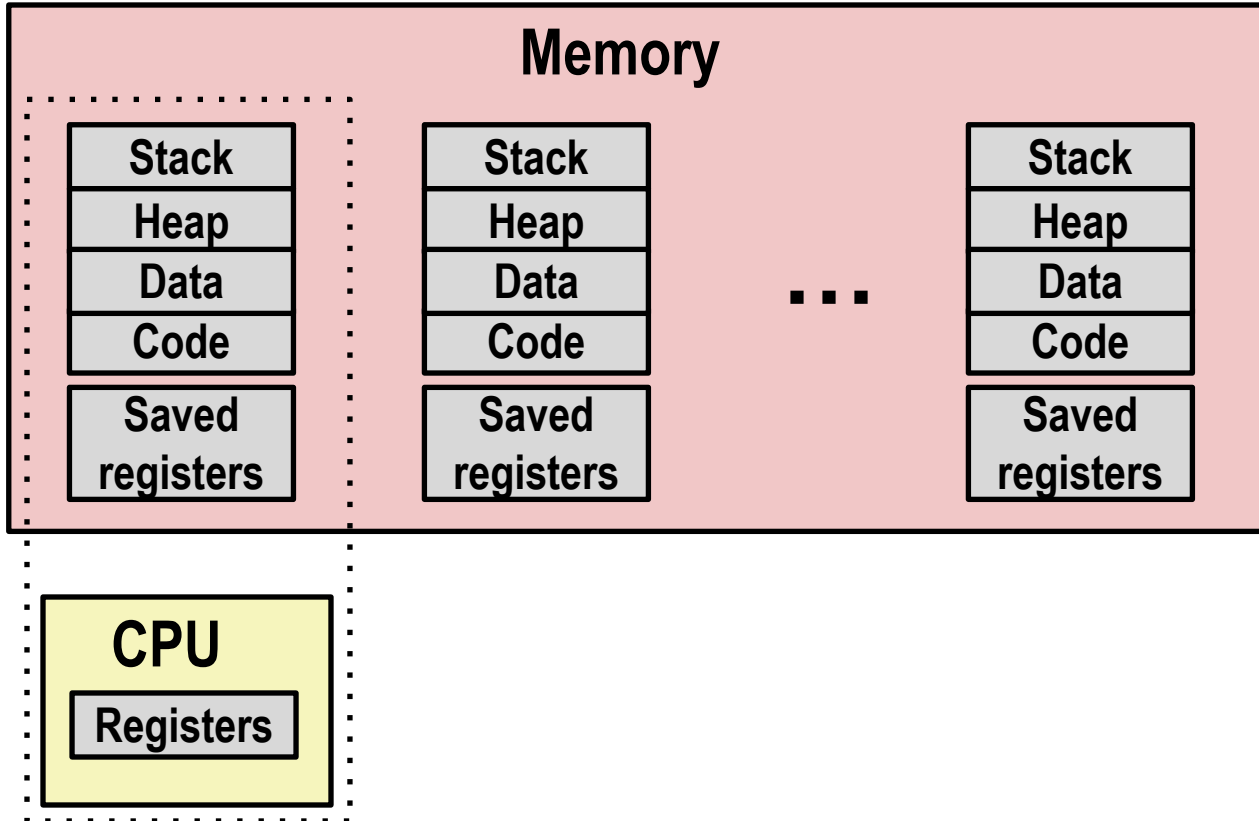 Memory
Stack
Heap
Data
Code
Saved
registers
Stack
Heap
Data
Code
Saved
registers
...
Stack
Heap
Data
Code
Saved
registers
CPU
Registers